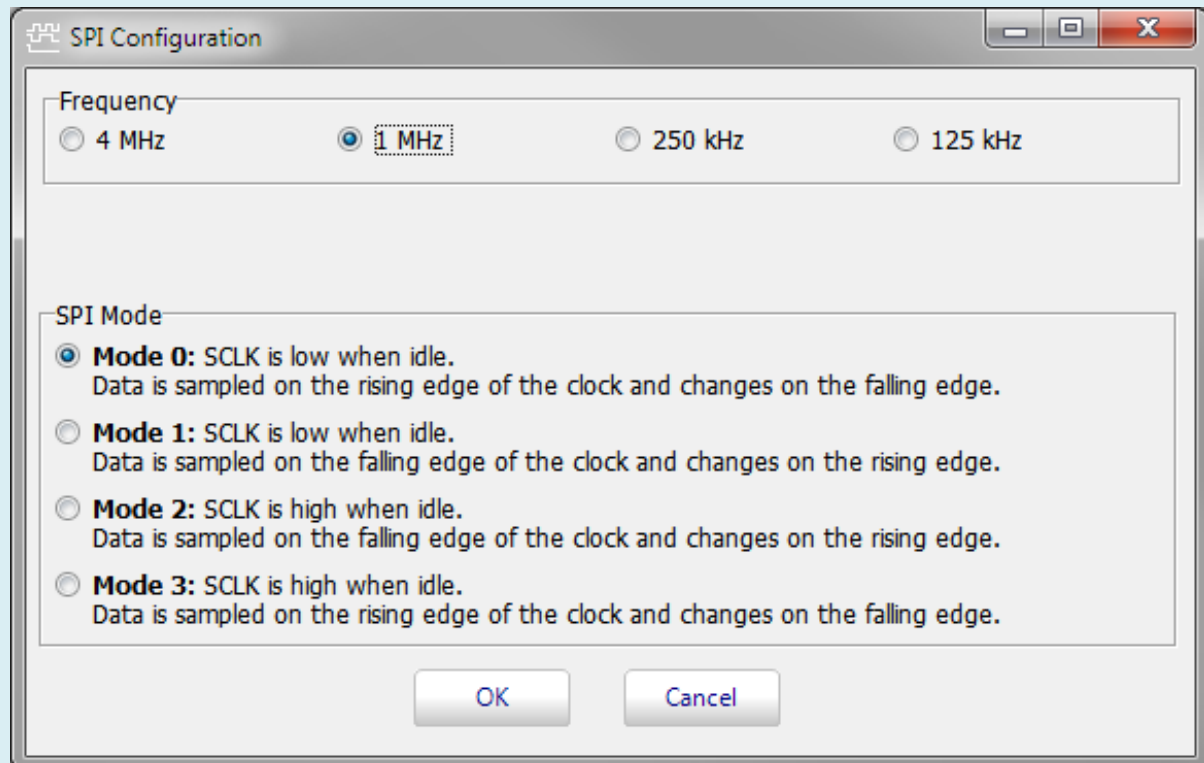 SPI Configuration
Frequency
4 MHz
1 MHz
250 kHz
125 kHz
SPI Mode
Mode 0: SCLK is low when idle.
Data is sampled on the rising edge of the clock and changes on the falling edge.
Mode 1: SCLK is low when idle.
Data is sampled on the falling edge of the clock and changes on the rising edge.
Mode 2: SCLK is high when idle.
Data is sampled on the falling edge of the clock and changes on the rising edge.
Mode 3: SCLK is high when idle.
Data is sampled on the rising edge of the clock and changes on the falling edge.
OK
Cancel